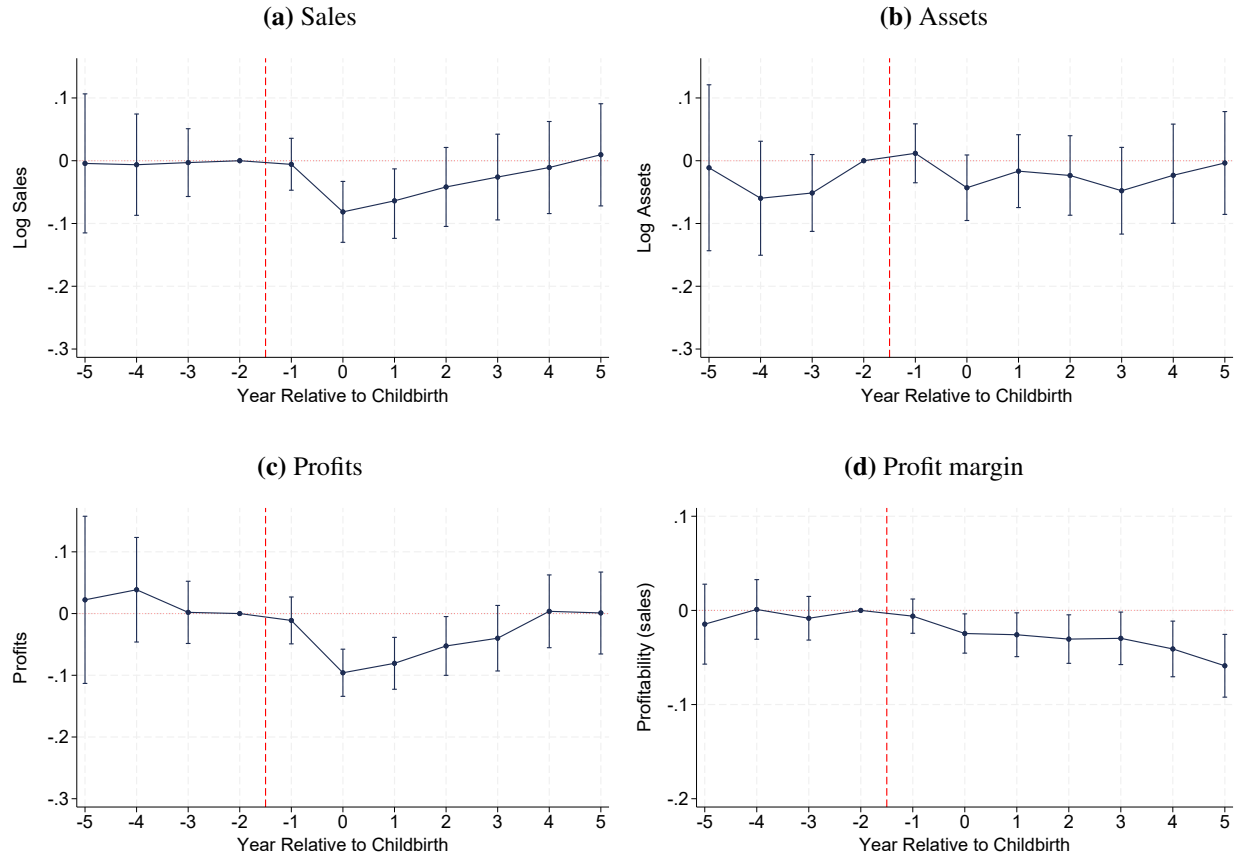 (a) Sales
.1
0
-.1
-.2
-.3
Log Sales
-5 -4 -3 -2 -1 0 1 2 3 4 5
Year Relative to Childbirth
(b) Assets
.1
0
-.1
-.2
-.3
Log Assets
-5 -4 -3 -2 -1 0 1 2 3 4 5
Year Relative to Childbirth
(c) Profits
.1
0
-.1
-.2
-.3
Profits
-5 -4 -3 -2 -1 0 1 2 3 4 5
Year Relative to Childbirth
(d) Profit margin
.1
0
-.1
-.2
Profitability (sales)
-5 -4 -3 -2 -1 0 1 2 3 4 5
Year Relative to Childbirth